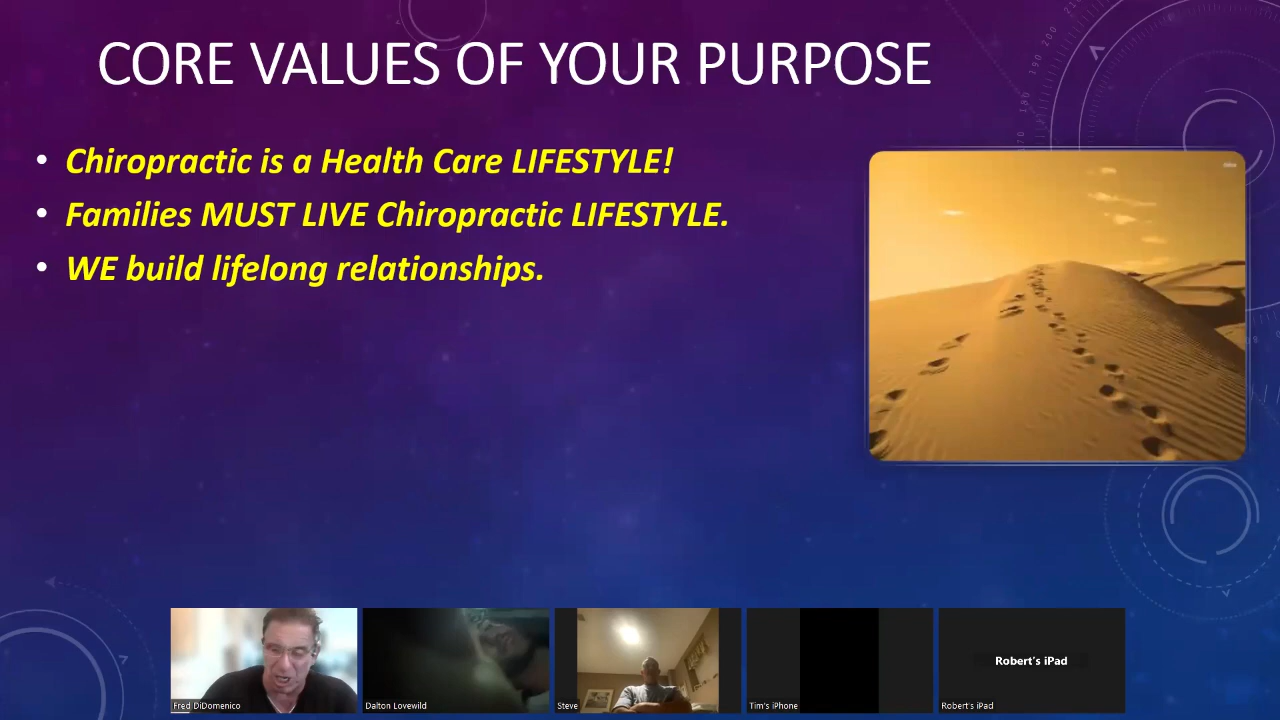 CORE VALUES OF YOUR PURPOSE
• Chiropractic is a Health Care LIFESTYLE!
• Families MUST LIVE Chiropractic LIFESTYLE.
• WE build lifelong relationships.
Fred DiDomenico
Dalton Lovewild
Steve
Tim's iPhone
Robert's iPad
Robert's iPad